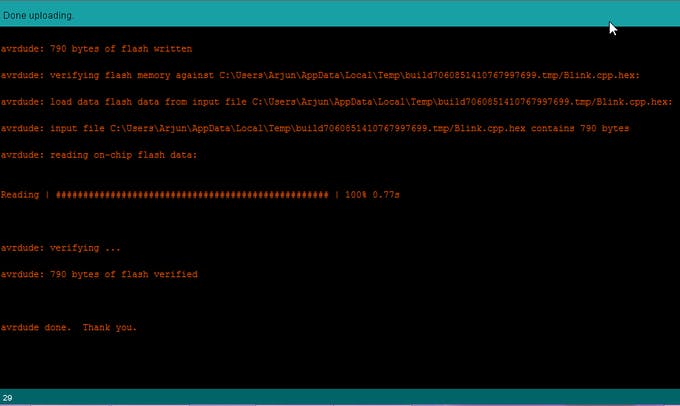 Done uploading.
avrdude: 790 bytes of flash written
avrdude: verifying flash memory against C:\Users\Arjun\AppData\Local\Temp\build7060851410767997699.tmp/Blink.cpp.hex:
avrdude: load data flash data from input file C:\Users\Arjun\AppData\Local\Temp\build7060851410767997699.tmp/Blink.cpp.hex:
avrdude: input file C:\Users\Arjun\AppData\Local\Temp\build7060851410767997699.tmp/Blink.cpp.hex contains 790 bytes
avrdude: reading on-chip flash data:
Reading | ################################################## | 100% 0.77s
avrdude: verifying ...
avrdude: 790 bytes of flash verified
avrdude done.  Thank you.
29